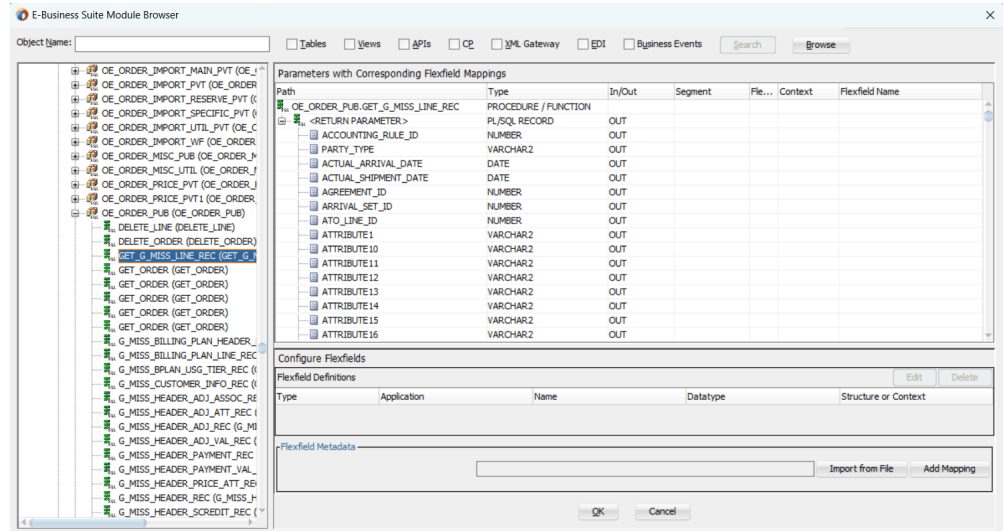 E-Business Suite Module Browser
Object Name:
Tables Views APIs CP XML Gateway EDI Business Events Search Browse
OE_ORDER_IMPORT_MAIN_PVT (OE_
OE_ORDER_IMPORT_PVT (OE_ORDER
OE_ORDER_IMPORT_RESERVE_PVT (
OE_ORDER_IMPORT_SPECIFIC_PVT (
OE_ORDER_IMPORT_UTIL_PVT (OE_O
OE_ORDER_IMPORT_WF (OE_ORDER
OE_ORDER_MISC_PUB (OE_ORDER_M
OE_ORDER_MISC_UTIL (OE_ORDER_
OE_ORDER_PRICE_PVT (OE_ORDER_
OE_ORDER_PRICE_PVT1 (OE_ORDER_
OE_ORDER_PUB (OE_ORDER_PUB)
DELETE_LINE (DELETE_LINE)
DELETE_ORDER (DELETE_ORDER)
GET_G_MISS_LINE_REC (GET_G_
GET_ORDER (GET_ORDER)
GET_ORDER (GET_ORDER)
GET_ORDER (GET_ORDER)
GET_ORDER (GET_ORDER)
GET_ORDER (GET_ORDER)
G_MISS_BILLING_PLAN_HEADER_
G_MISS_BILLING_PLAN_LINE_REC
G_MISS_BPLAN_USG_TIER_REC (
G_MISS_CUSTOMER_INFO_REC (
G_MISS_HEADER_ADJ_ASSOC_RE
G_MISS_HEADER_ADJ_ATT_REC (
G_MISS_HEADER_ADJ_REC (G_MI
G_MISS_HEADER_ADJ_VAL_REC (
G_MISS_HEADER_PAYMENT_REC
G_MISS_HEADER_PAYMENT_VAL_
G_MISS_HEADER_PRICE_ATT_RE
G_MISS_HEADER_REC (G_MISS_H
G_MISS_HEADER_SCREDIT_REC (
Parameters with Corresponding Flexfield Mappings
Path Type In/Out Segment Fle... Context Flexfield Name
OE_ORDER_PUB.GET_G_MISS_LINE_REC PROCEDURE / FUNCTION
<RETURN PARAMETER> PL/SQL RECORD OUT
ACCOUNTING_RULE_ID NUMBER OUT
PARTY_TYPE VARCHAR2 OUT
ACTUAL_ARRIVAL_DATE DATE OUT
ACTUAL_SHIPMENT_DATE DATE OUT
AGREEMENT_ID NUMBER OUT
ARRIVAL_SET_ID NUMBER OUT
ATO_LINE_ID NUMBER OUT
ATTRIBUTE1 VARCHAR2 OUT
ATTRIBUTE10 VARCHAR2 OUT
ATTRIBUTE11 VARCHAR2 OUT
ATTRIBUTE12 VARCHAR2 OUT
ATTRIBUTE13 VARCHAR2 OUT
ATTRIBUTE14 VARCHAR2 OUT
ATTRIBUTE15 VARCHAR2 OUT
ATTRIBUTE16 VARCHAR2 OUT
Configure Flexfields
Flexfield Definitions Edit Delete
Type Application Name Datatype Structure or Context
Flexfield Metadata
Import from File Add Mapping
OK Cancel